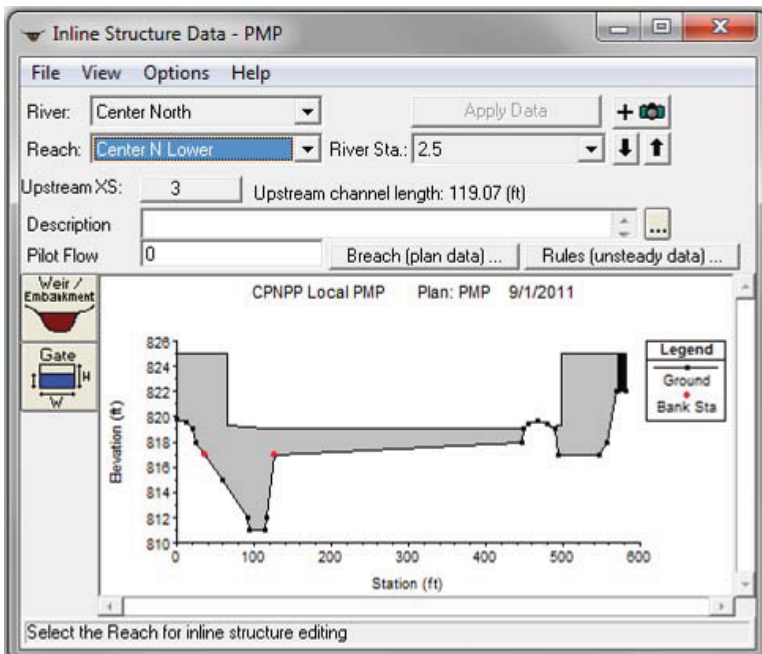 Inline Structure Data - PMP
File View Options Help
River: Center North Apply Data
Reach: Center N Lower River Sta.: 2.5
Upstream XS: 3 Upstream channel length: 119.07 (ft)
Description ...
Pilot Flow 0 Breach (plan data) ... Rules (unsteady data) ...
Weir / Embankment
Gate
H
W
CPNPP Local PMP Plan: PMP 9/1/2011
826
824
822
820
818
816
814
812
810
Elevation (ft)
0 100 200 300 400 500 600
Station (ft)
Legend
Ground
Bank Sta
Select the Reach for inline structure editing